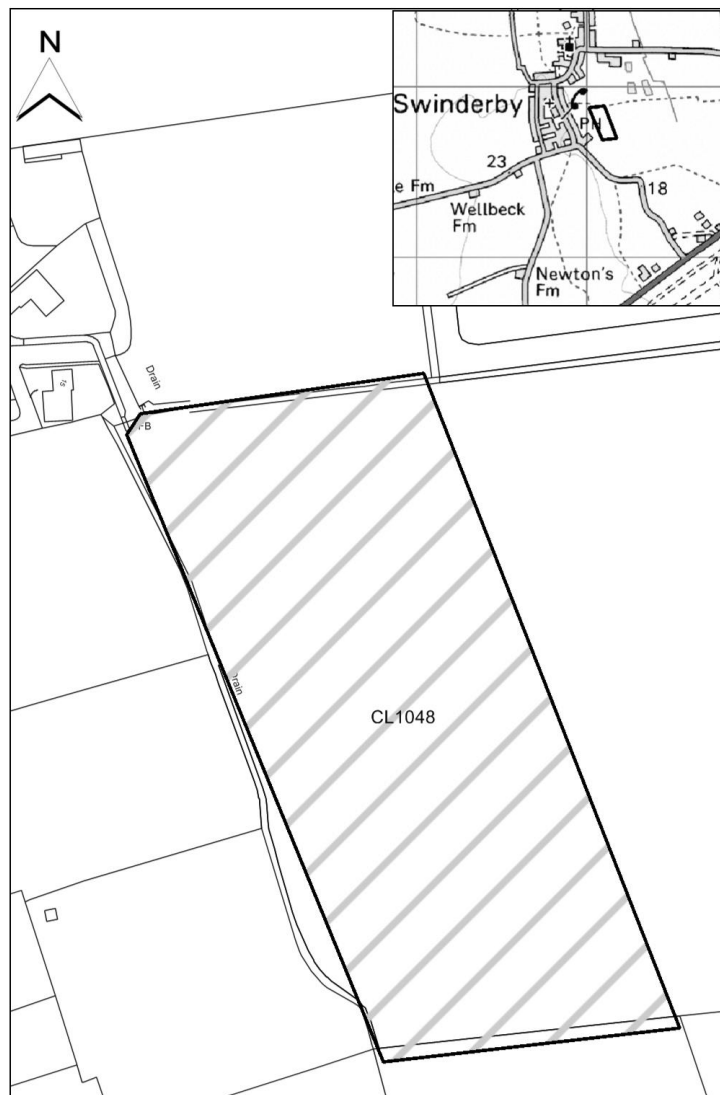 N
Swinderby
PH
23
18
e Fm
Wellbeck
Fm
Newton's
Fm
Drain
FB
Drain
CL1048